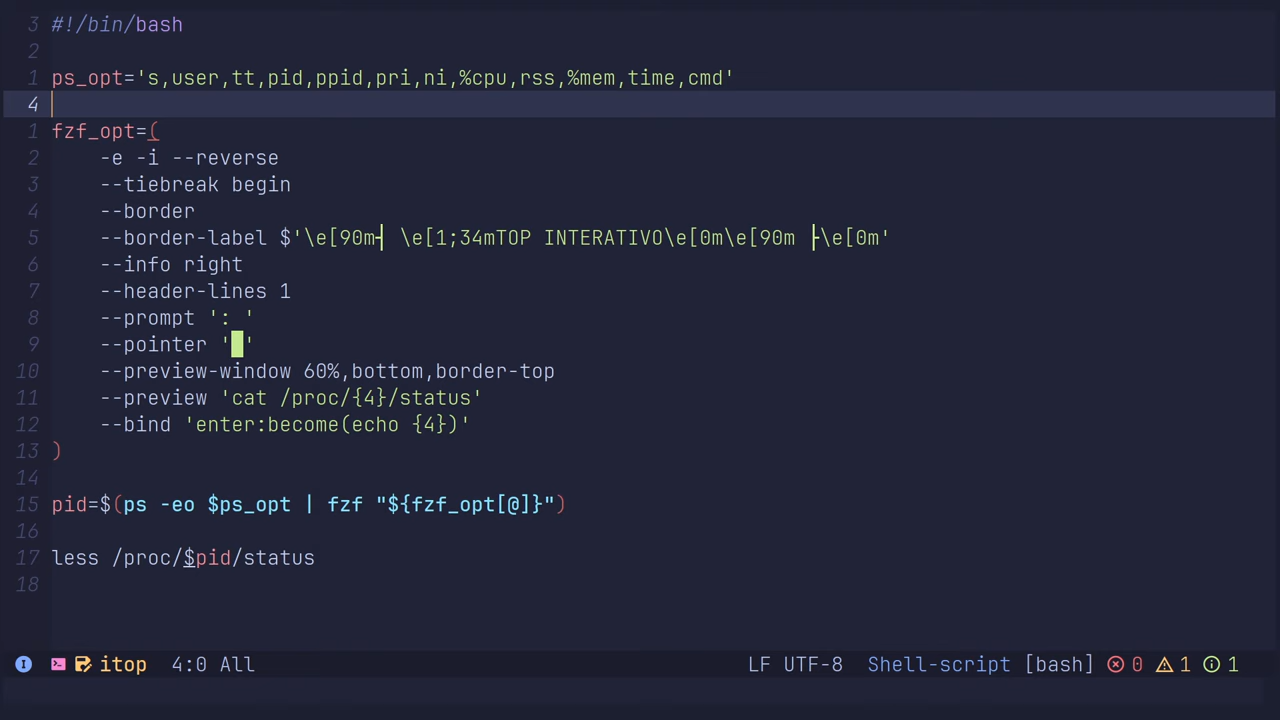 3 #!/bin/bash
2
1 ps_opt='s,user,tt,pid,ppid,pri,ni,%cpu,rss,%mem,time,cmd'
4
1 fzf_opt=(
2     -e -i --reverse
3     --tiebreak begin
4     --border
5     --border-label $'\e[90m┤ \e[1;34mTOP INTERATIVO\e[0m\e[90m ├\e[0m'
6     --info right
7     --header-lines 1
8     --prompt ': '
9     --pointer '█'
10     --preview-window 60%,bottom,border-top
11     --preview 'cat /proc/{4}/status'
12     --bind 'enter:become(echo {4})'
13 )
14
15 pid=$(ps -eo $ps_opt | fzf "${fzf_opt[@]}")
16
17 less /proc/$pid/status
18
I itop 4:0 All LF UTF-8 Shell-script [bash] 0 1 1